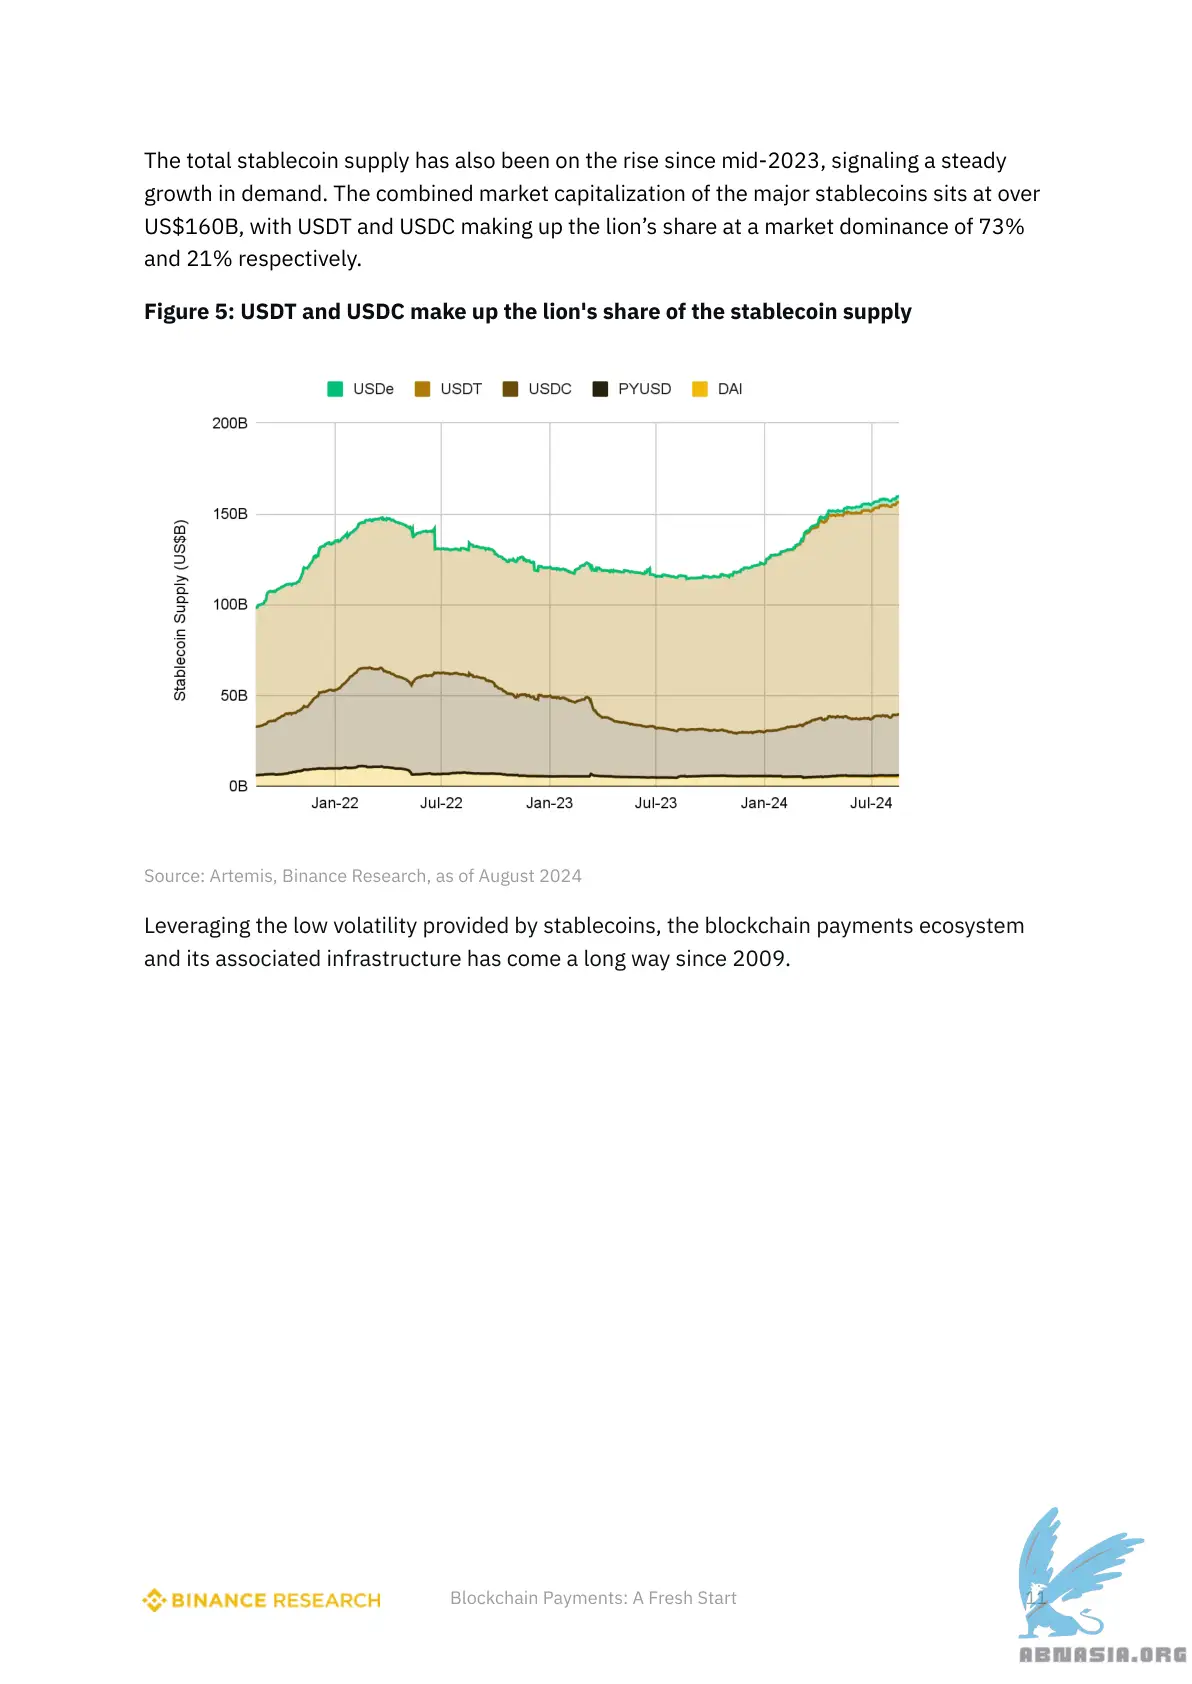 The total stablecoin supply has also been on the rise since mid-2023, signaling a steady
growth in demand. The combined market capitalization of the major stablecoins sits at over
US$160B, with USDT and USDC making up the lion’s share at a market dominance of 73%
and 21% respectively.
Figure 5: USDT and USDC make up the lion's share of the stablecoin supply
USDe USDT USDC PYUSD DAI
Stablecoin Supply (US$B)
200B
150B
100B
50B
0B
Jan-22 Jul-22 Jan-23 Jul-23 Jan-24 Jul-24
Source: Artemis, Binance Research, as of August 2024
Leveraging the low volatility provided by stablecoins, the blockchain payments ecosystem
and its associated infrastructure has come a long way since 2009.
BINANCE RESEARCH
Blockchain Payments: A Fresh Start
11
ABNASIA.ORG